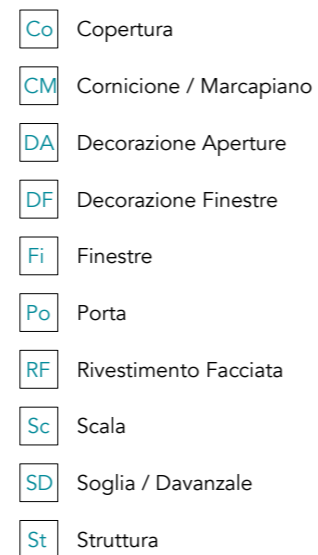 Co Copertura
CM Cornicione / Marcapiano
DA Decorazione Aperture
DF Decorazione Finestre
Fi Finestre
Po Porta
RF Rivestimento Facciata
Sc Scala
SD Soglia / Davanzale
St Struttura